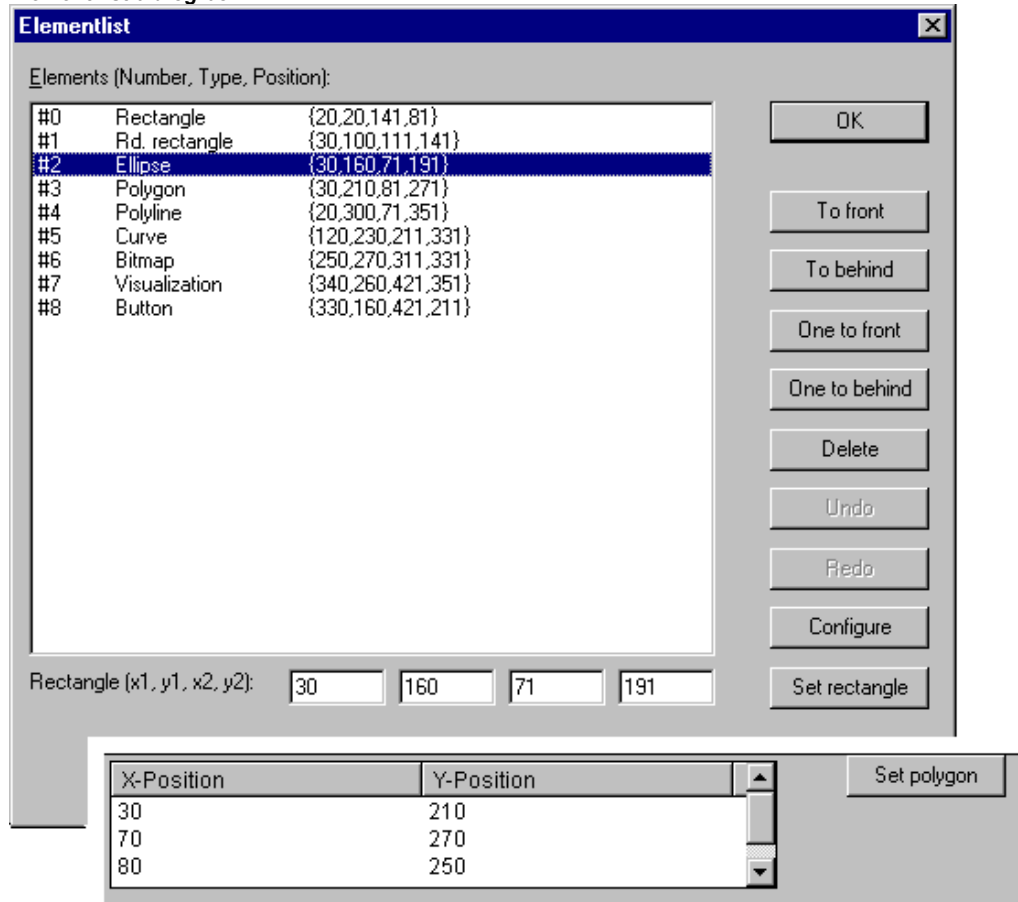 Elementlist
Elements (Number, Type, Position):
#0 Rectangle {20,20,141,81}
#1 Rd. rectangle {30,100,111,141}
#2 Ellipse {30,160,71,191}
#3 Polygon {30,210,81,271}
#4 Polyline {20,300,71,351}
#5 Curve {120,230,211,331}
#6 Bitmap {250,270,311,331}
#7 Visualization {340,260,421,351}
#8 Button {330,160,421,211}
OK
To front
To behind
One to front
One to behind
Delete
Undo
Redo
Configure
Rectangle (x1, y1, x2, y2): 30 160 71 191 Set rectangle
X-Position Y-Position
30 210
70 270
80 250
Set polygon